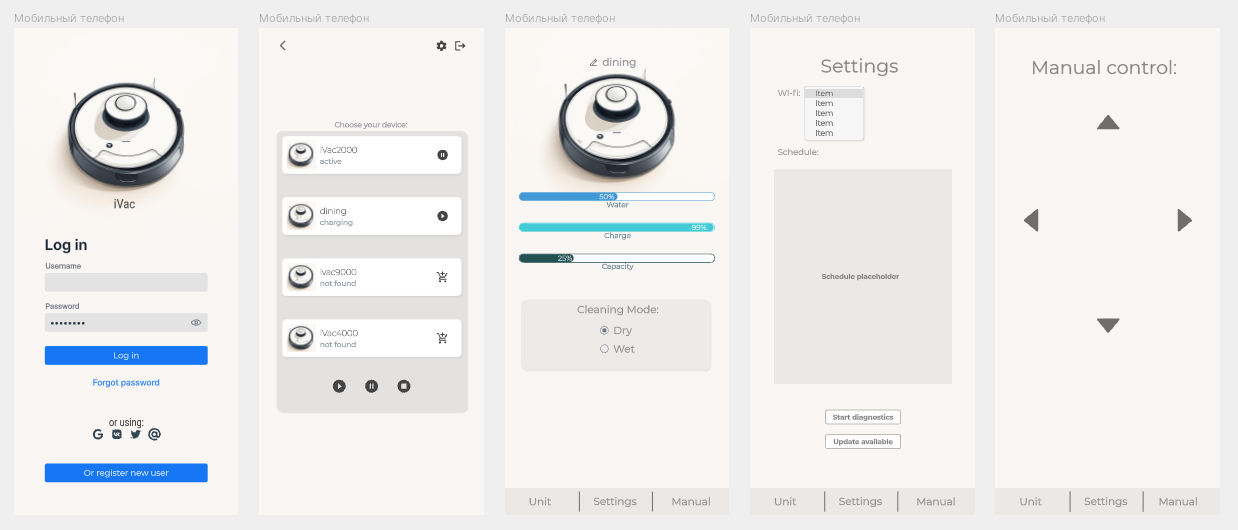 Мобильный телефон
iVac
Log in
Username
Password
••••••••
Log in
Forgot password
or using:
Or register new user
Мобильный телефон
Choose your device:
iVac2000
active
dining
charging
ivac9000
not found
iVac4000
not found
Мобильный телефон
dining
50%
Water
99%
Charge
25%
Capacity
Cleaning Mode:
Dry
Wet
Unit
Settings
Manual
Мобильный телефон
Settings
Wi-fi:
Item
Item
Item
Item
Item
Schedule:
Schedule placeholder
Start diagnostics
Update available
Unit
Settings
Manual
Мобильный телефон
Manual control:
Unit
Settings
Manual